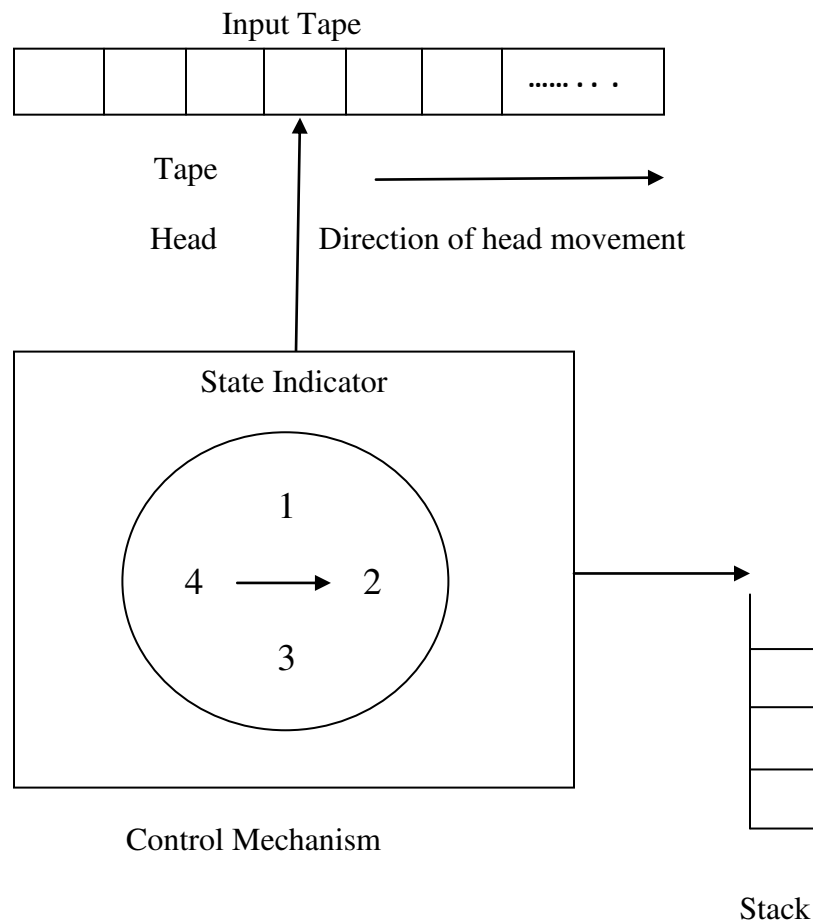 Input Tape
...... . . .
Tape
Head
Direction of head movement
State Indicator
1
4
2
3
Control Mechanism
Stack